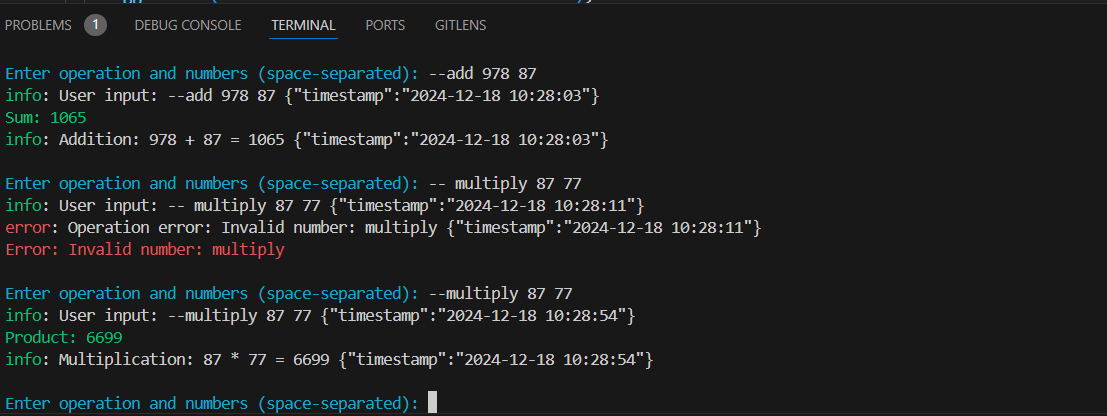 PROBLEMS 1 DEBUG CONSOLE TERMINAL PORTS GITLENS
Enter operation and numbers (space-separated): --add 978 87
info: User input: --add 978 87 {"timestamp":"2024-12-18 10:28:03"}
Sum: 1065
info: Addition: 978 + 87 = 1065 {"timestamp":"2024-12-18 10:28:03"}
Enter operation and numbers (space-separated): -- multiply 87 77
info: User input: -- multiply 87 77 {"timestamp":"2024-12-18 10:28:11"}
error: Operation error: Invalid number: multiply {"timestamp":"2024-12-18 10:28:11"}
Error: Invalid number: multiply
Enter operation and numbers (space-separated): --multiply 87 77
info: User input: --multiply 87 77 {"timestamp":"2024-12-18 10:28:54"}
Product: 6699
info: Multiplication: 87 * 77 = 6699 {"timestamp":"2024-12-18 10:28:54"}
Enter operation and numbers (space-separated):